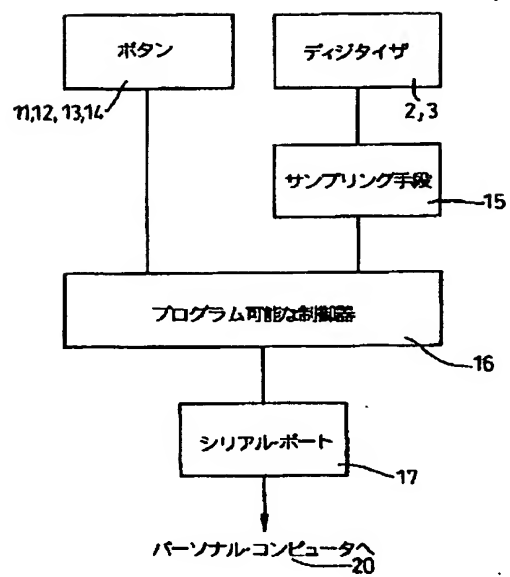 ボタン
ディジタイザ
11,12,13,14
2,3
サンプリング手段
15
プログラム可能な制御器
16
シリアル・ポート
17
パーソナル・コンピュータへ
20